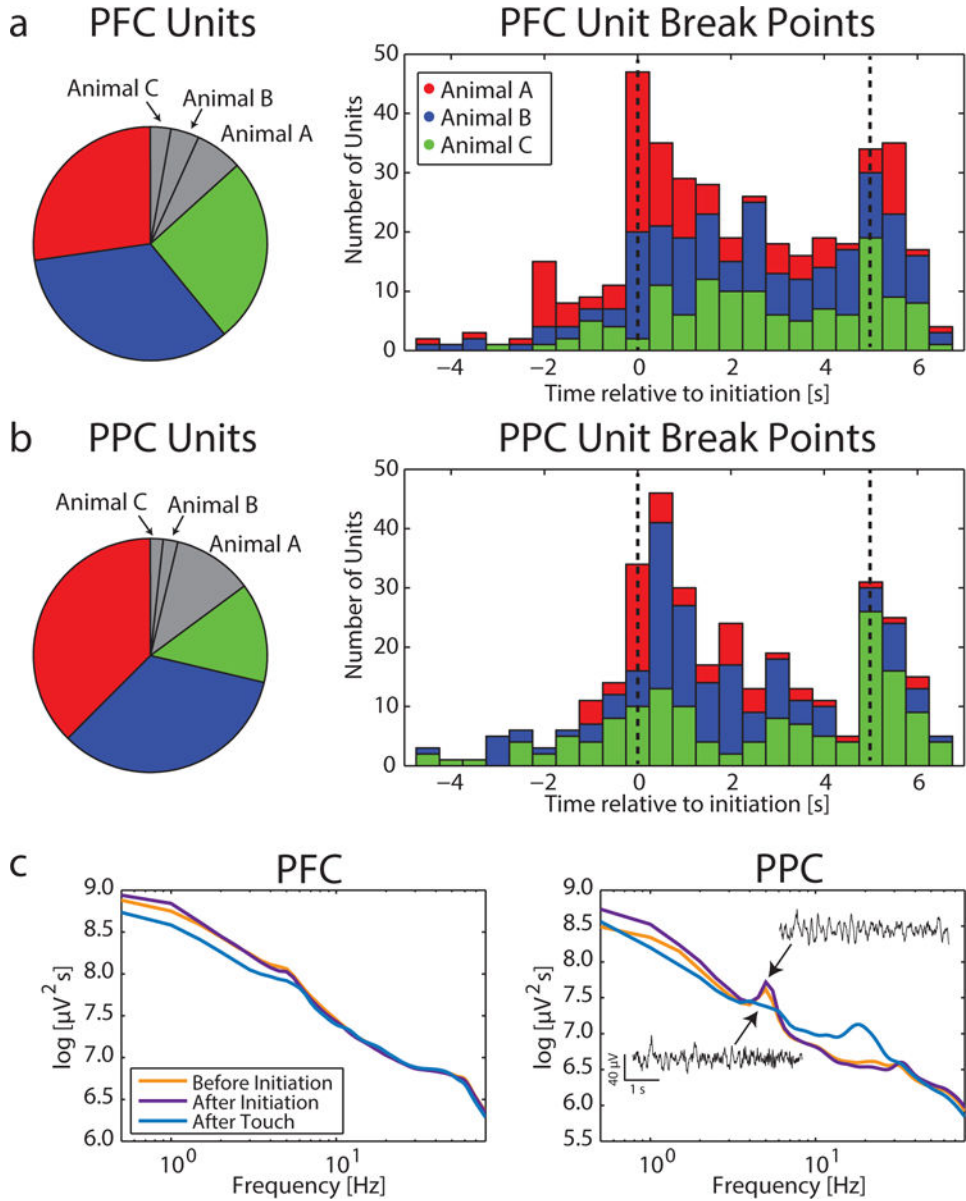 a PFC Units
PFC Unit Break Points
Animal C
Animal B
Animal A
Number of Units
50
40
30
20
10
0
Animal A
Animal B
Animal C
−4 −2 0 2 4 6
Time relative to initiation [s]
b PPC Units
PPC Unit Break Points
Animal C
Animal B
Animal A
Number of Units
50
40
30
20
10
0
−4 −2 0 2 4 6
Time relative to initiation [s]
c PFC
PPC
log [µV² s]
9.0
8.5
8.0
7.5
7.0
6.5
6.0
Before Initiation
After Initiation
After Touch
10⁰ 10¹
Frequency [Hz]
log [µV² s]
9.0
8.5
8.0
7.5
7.0
6.5
6.0
5.5
40 µV
1 s
10⁰ 10¹
Frequency [Hz]